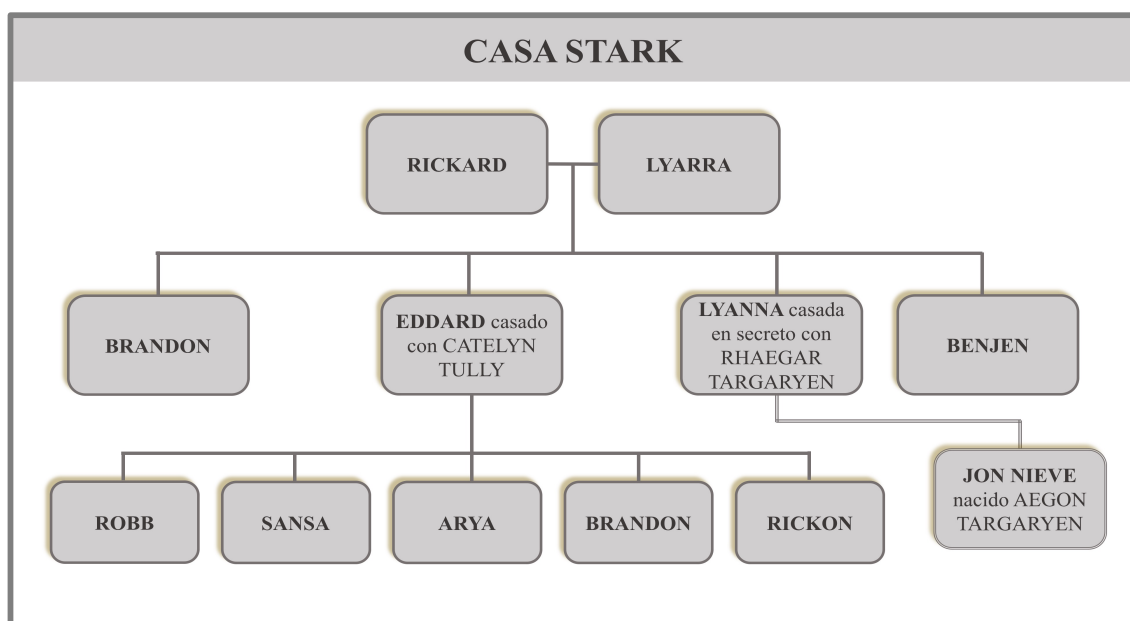 CASA STARK
RICKARD
LYARRA
BRANDON
EDDARD casado
con CATELYN
TULLY
LYANNA casada
en secreto con
RHAEGAR
TARGARYEN
BENJEN
ROBB
SANSA
ARYA
BRANDON
RICKON
JON NIEVE
nacido AEGON
TARGARYEN